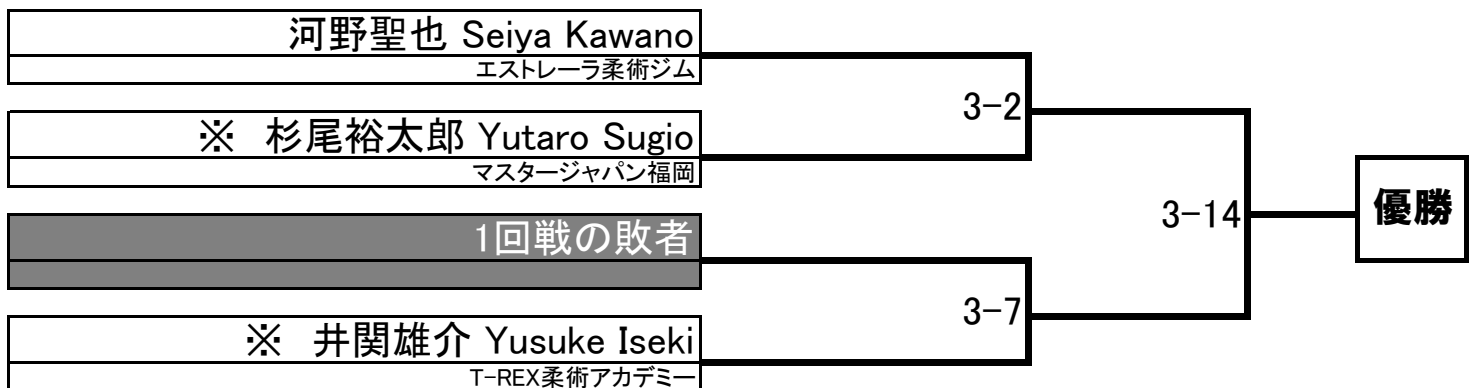 河野聖也 Seiya Kawano
エストレーラ柔術ジム
3-2
※ 杉尾裕太郎 Yutaro Sugio
マスタージャパン福岡
3-14
優勝
1回戦の敗者
3-7
※ 井関雄介 Yusuke Iseki
T-REX柔術アカデミー